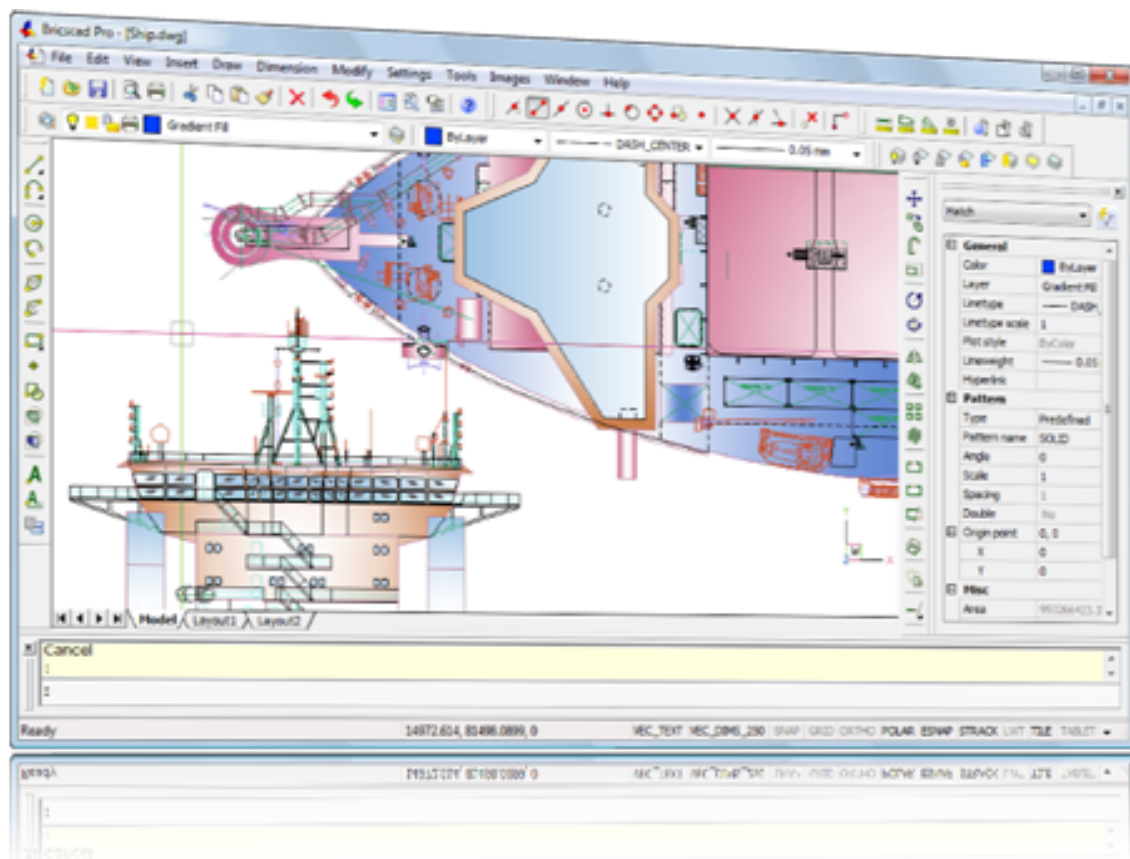 Bricscad Pro - [Ship.dwg]
File Edit View Insert Draw Dimension Modify Settings Tools Images Window Help
Gradient Fill ByLayer DASH_CENTER 0.05 mm
Hatch
General
Color ByLayer
Layer Gradient Fill
Linetype DASH_
Linetype scale 1
Plot style ByColor
Lineweight 0.05
Hyperlink
Pattern
Type Predefined
Pattern name SOLID
Angle 0
Scale 1
Spacing 1
Double No
Origin point 0, 0
X 0
Y 0
Misc
Area
Model Layout1 Layout2
Cancel
:
:
Ready 14972.614, 81498.0899, 0 VEC_TEXT VEC_DIMS_250 SNAP GRID ORTHO POLAR ESNAP STRACK LWT TILE TABLET